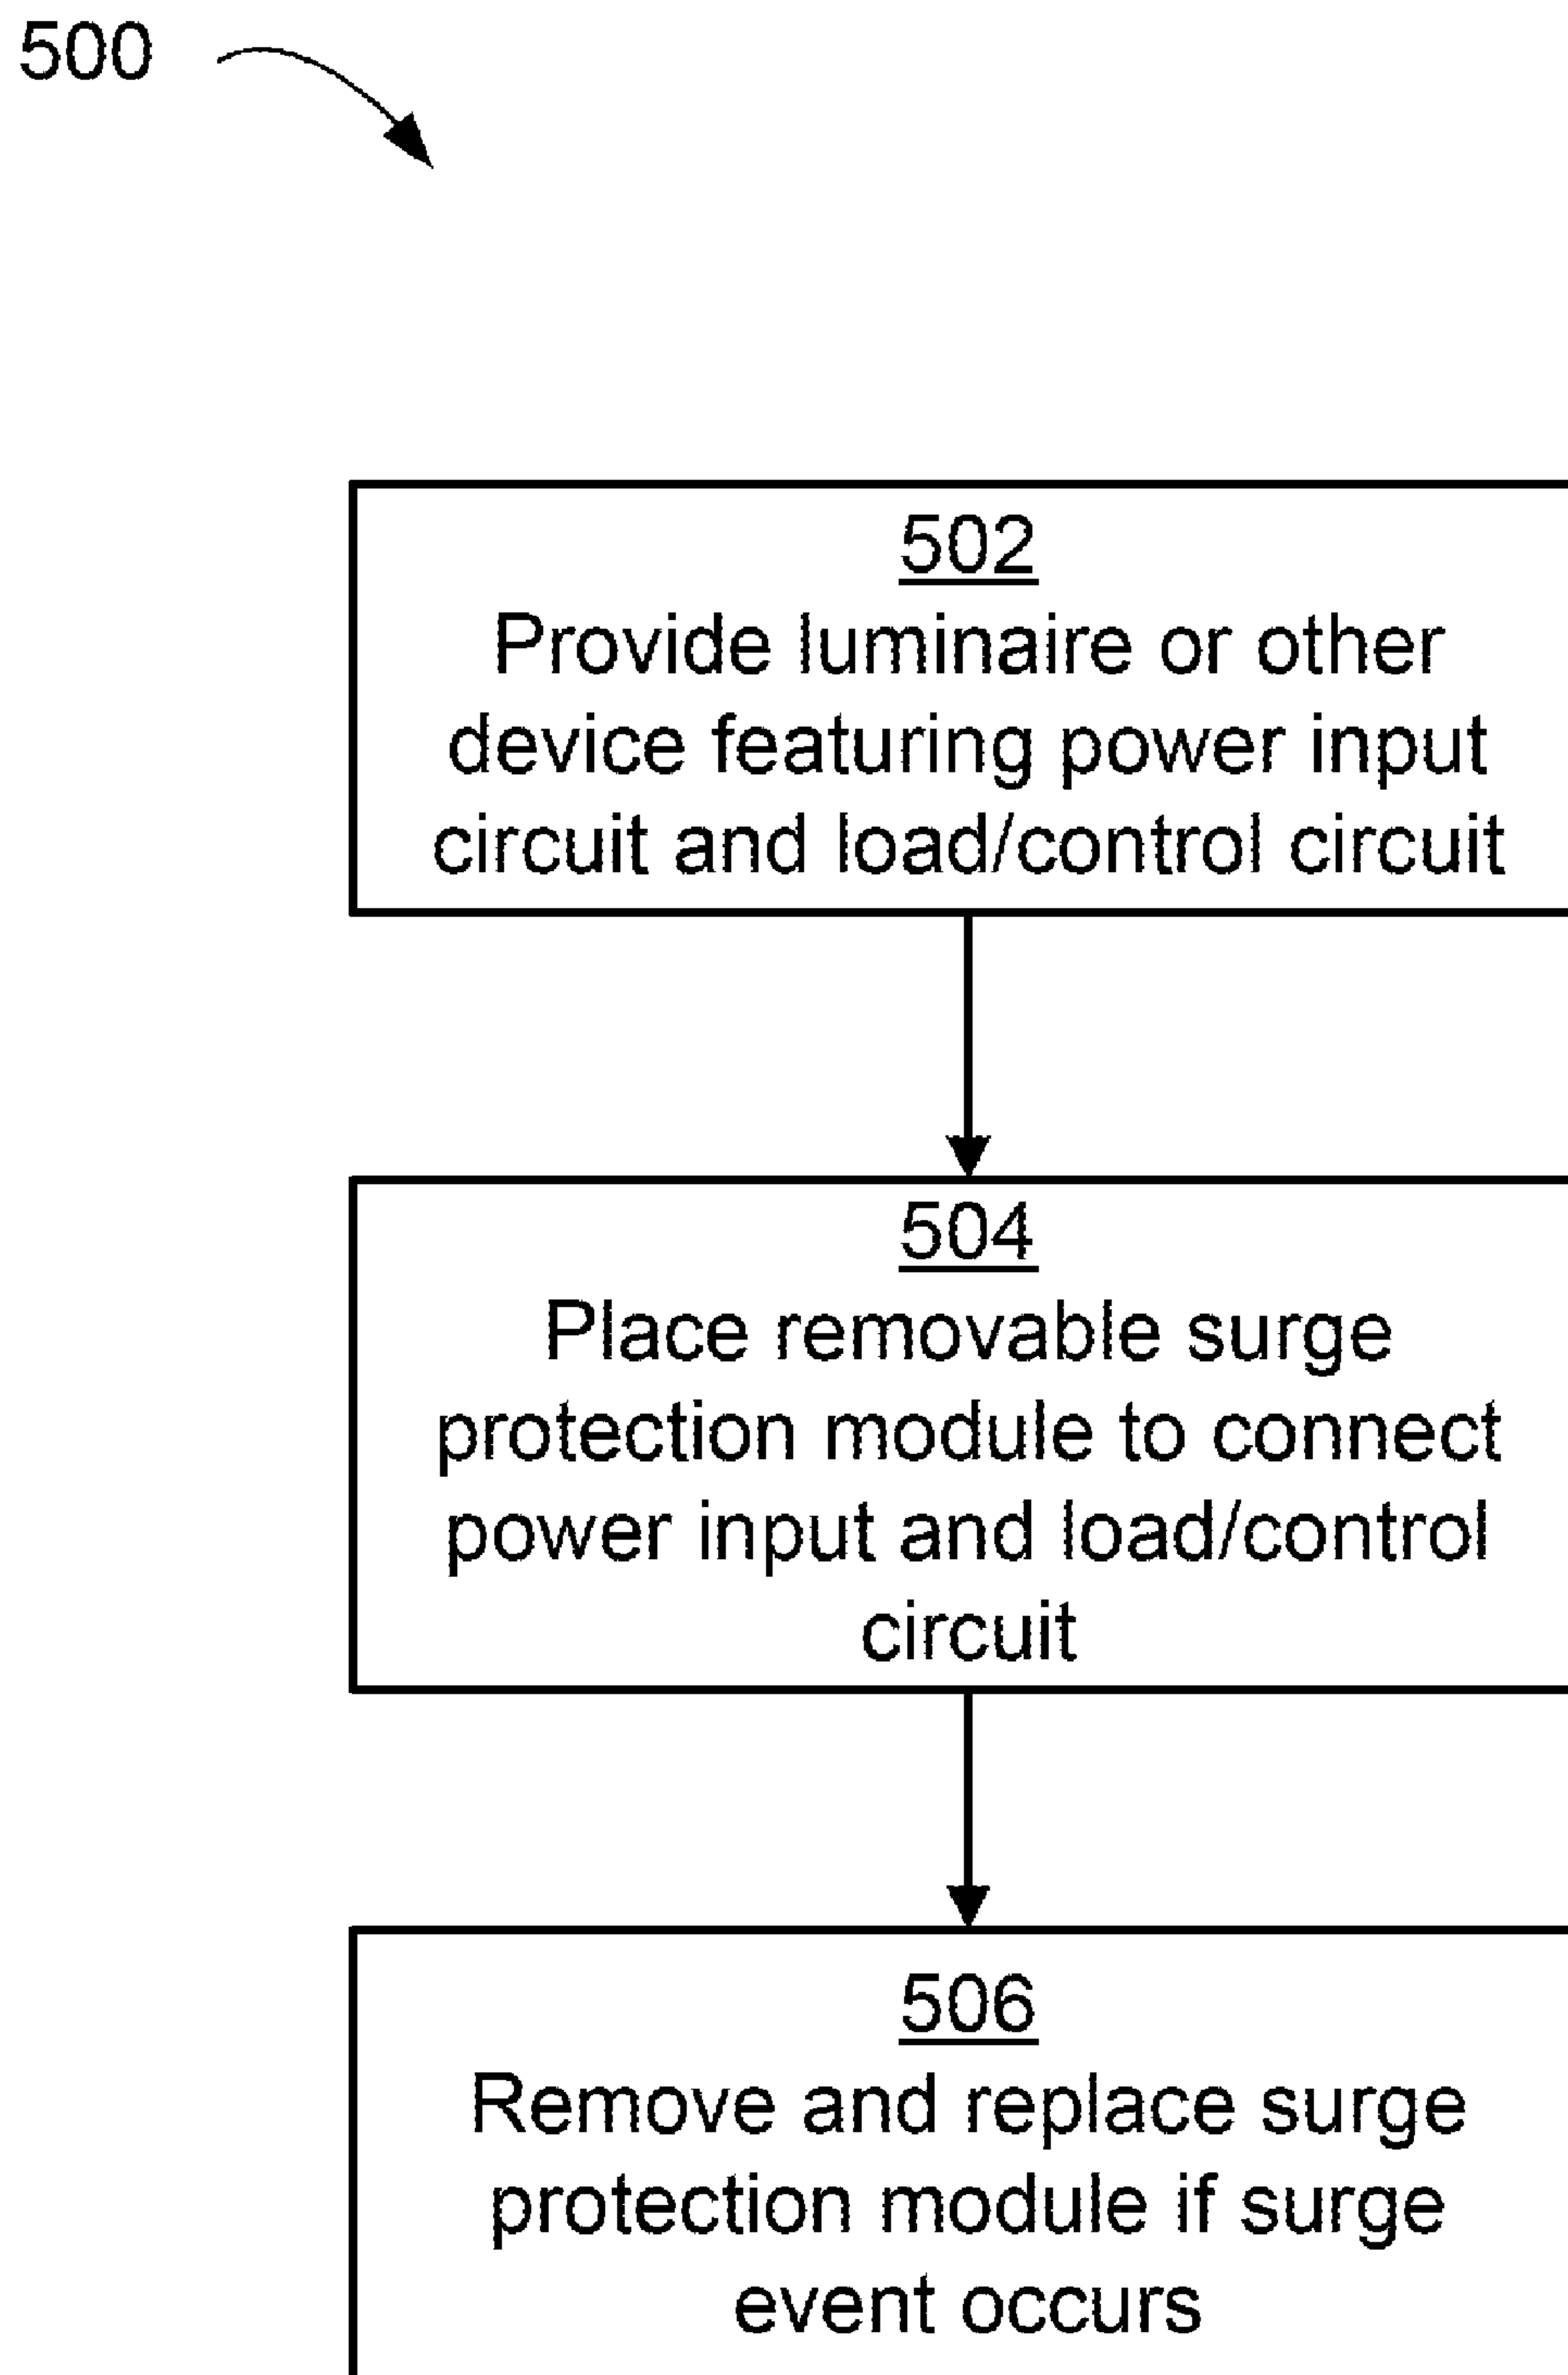 500
502
Provide luminaire or other
device featuring power input
circuit and load/control circuit
504
Place removable surge
protection module to connect
power input and load/control
circuit
506
Remove and replace surge
protection module if surge
event occurs